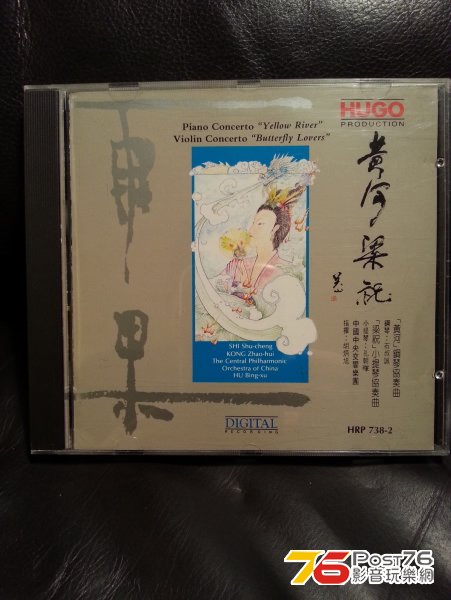 Piano Concerto "Yellow River"
Violin Concerto "Butterfly Lovers"
HUGO
PRODUCTION
黃河梁祝
「黃河」鋼琴協奏曲
鋼琴：石叔誠
「梁祝」小提琴協奏曲
小提琴：孔朝暉
中國中央交響樂團
指揮：胡炳旭
SHI Shu-cheng
KONG Zhao-hui
The Central Philharmonic
Orchestra of China
HU Bing-xu
DIGITAL
RECORDING
HRP 738-2
76 Post76
影音玩樂網